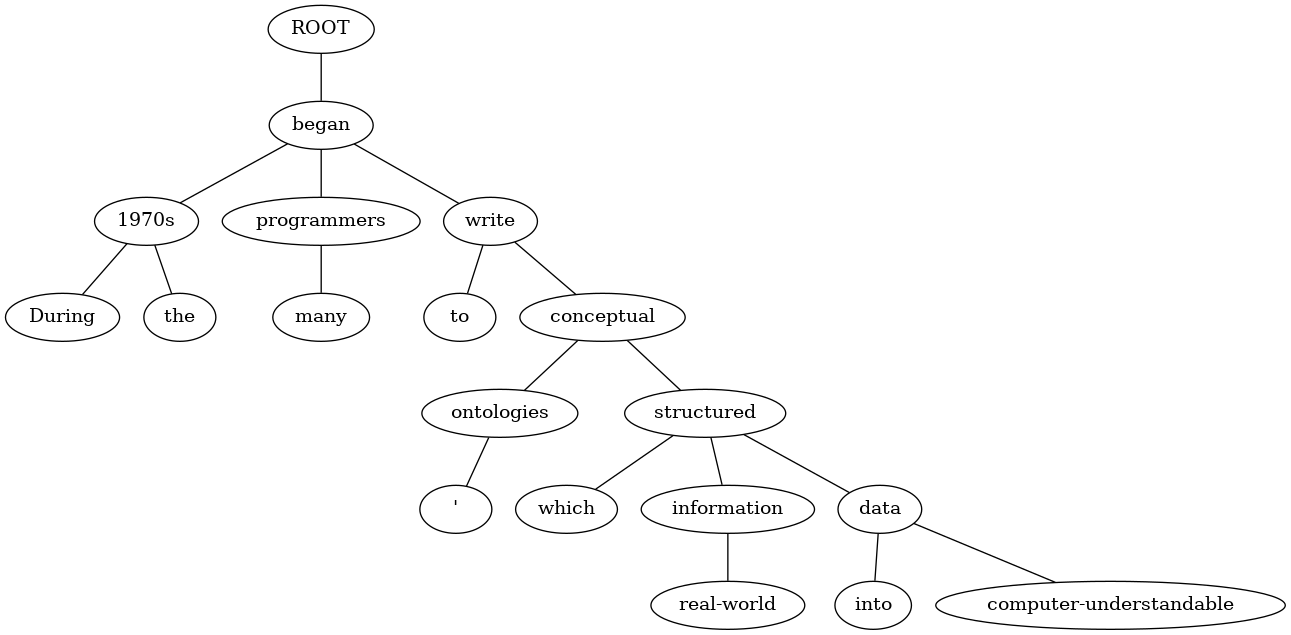 ROOT
began
1970s programmers write
During the many to conceptual
ontologies structured
' which information data
real-world into computer-understandable